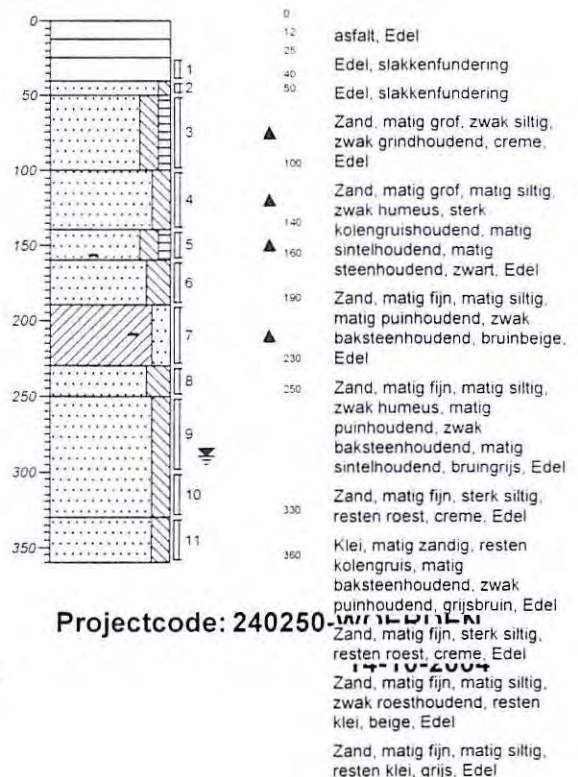 0
50
100
150
200
250
300
350
1
2
3
4
5
6
7
8
9
10
11
0
12
25
40
50
100
140
160
190
230
250
330
360
asfalt, Edel
Edel, slakkenfundering
Edel, slakkenfundering
Zand, matig grof, zwak siltig,
zwak grindhoudend, creme,
Edel
Zand, matig grof, matig siltig,
zwak humeus, sterk
kolengruishoudend, matig
sintelhoudend, matig
steenhoudend, zwart, Edel
Zand, matig fijn, matig siltig,
matig puinhoudend, zwak
baksteenhoudend, bruinbeige,
Edel
Zand, matig fijn, matig siltig,
zwak humeus, matig
puinhoudend, zwak
baksteenhoudend, matig
sintelhoudend, bruingrijs, Edel
Zand, matig fijn, sterk siltig,
resten roest, creme, Edel
Klei, matig zandig, resten
kolengruis, matig
baksteenhoudend, zwak
puinhoudend, grijsbruin, Edel
Projectcode: 240250-WOERDEN
Zand, matig fijn, sterk siltig,
resten roest, creme, Edel
14-10-2004
Zand, matig fijn, matig siltig,
zwak roesthoudend, resten
klei, beige, Edel
Zand, matig fijn, matig siltig,
resten klei, grijs, Edel